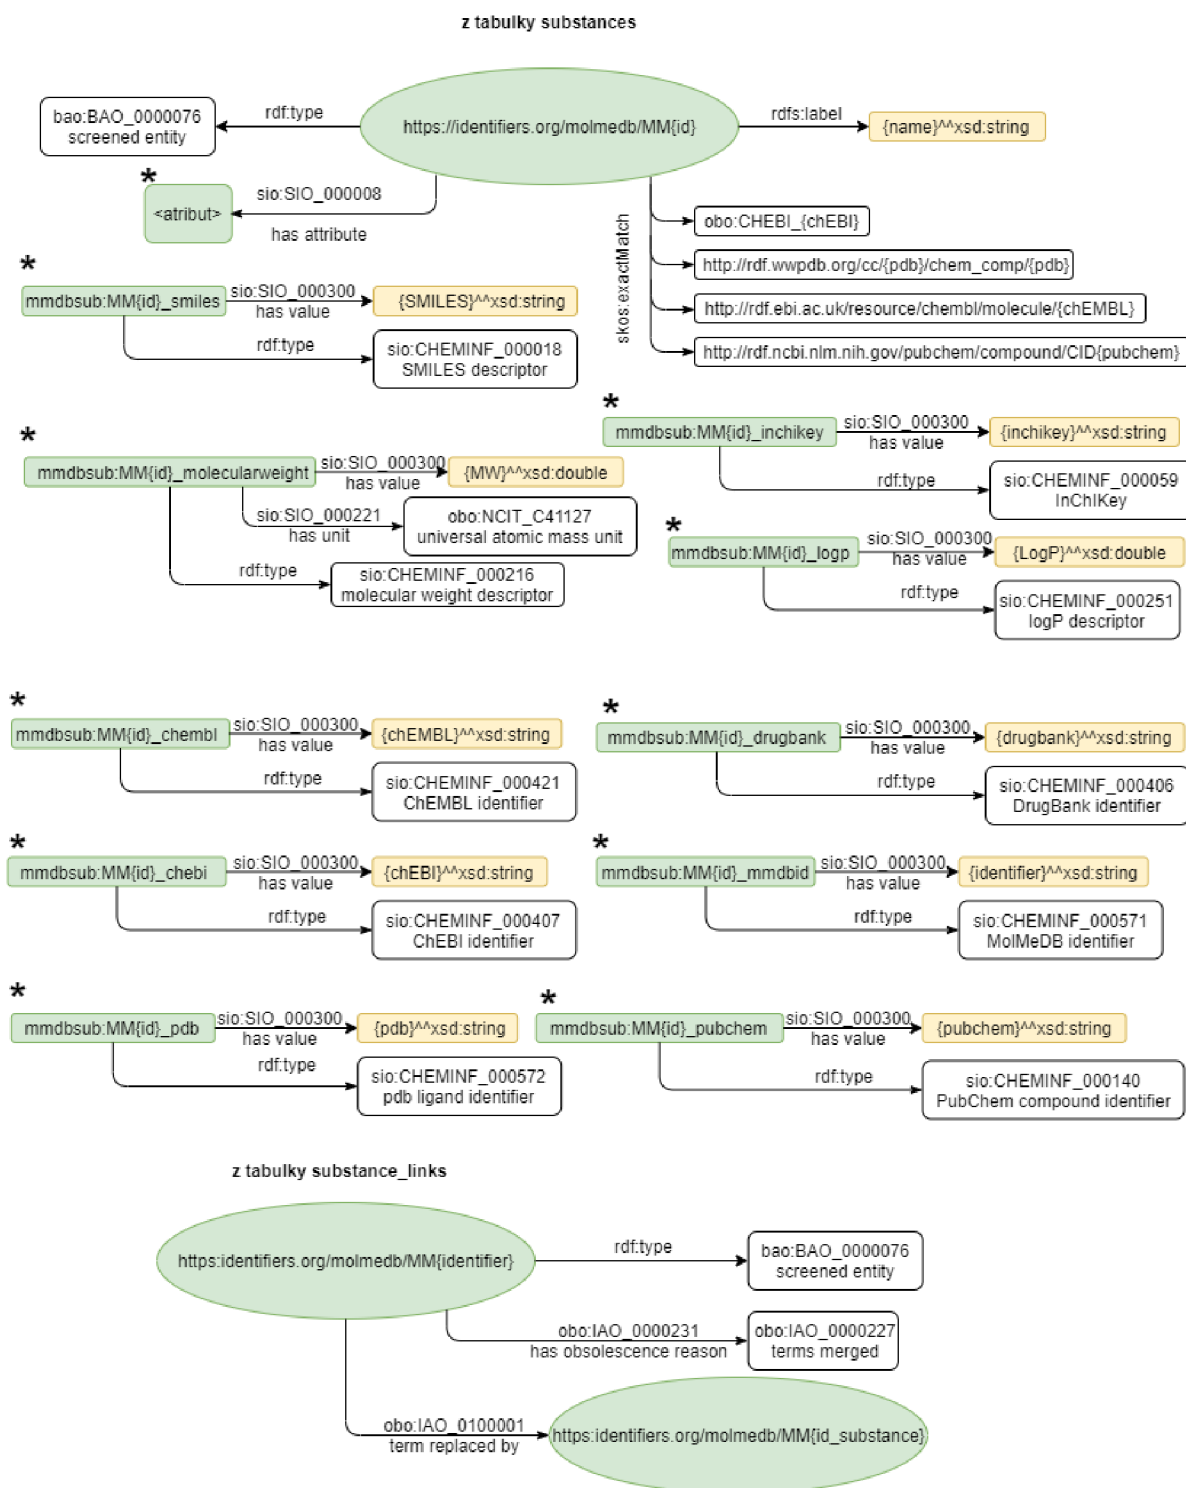 z tabulky substances
bao:BAO_0000076
screened entity
rdf:type
https://identifiers.org/molmedb/MM{id}
rdfs:label
{name}^^xsd:string
*
<atribut>
sio:SIO_000008
has attribute
skos:exactMatch
obo:CHEBI_{chEBI}
http://rdf.wwpdb.org/cc/{pdb}/chem_comp/{pdb}
http://rdf.ebi.ac.uk/resource/chembl/molecule/{chEMBL}
http://rdf.ncbi.nlm.nih.gov/pubchem/compound/CID{pubchem}
*
mmdbsub:MM{id}_smiles
sio:SIO_000300
has value
{SMILES}^^xsd:string
rdf:type
sio:CHEMINF_000018
SMILES descriptor
*
mmdbsub:MM{id}_molecularweight
sio:SIO_000300
has value
{MW}^^xsd:double
sio:SIO_000221
has unit
obo:NCIT_C41127
universal atomic mass unit
rdf:type
sio:CHEMINF_000216
molecular weight descriptor
*
mmdbsub:MM{id}_inchikey
sio:SIO_000300
has value
{inchikey}^^xsd:string
rdf:type
sio:CHEMINF_000059
InChIKey
*
mmdbsub:MM{id}_logp
sio:SIO_000300
has value
{LogP}^^xsd:double
rdf:type
sio:CHEMINF_000251
logP descriptor
*
mmdbsub:MM{id}_chembl
sio:SIO_000300
has value
{chEMBL}^^xsd:string
rdf:type
sio:CHEMINF_000421
ChEMBL identifier
*
mmdbsub:MM{id}_drugbank
sio:SIO_000300
has value
{drugbank}^^xsd:string
rdf:type
sio:CHEMINF_000406
DrugBank identifier
*
mmdbsub:MM{id}_chebi
sio:SIO_000300
has value
{chEBI}^^xsd:string
rdf:type
sio:CHEMINF_000407
ChEBI identifier
*
mmdbsub:MM{id}_mmdbid
sio:SIO_000300
has value
{identifier}^^xsd:string
rdf:type
sio:CHEMINF_000571
MolMeDB identifier
*
mmdbsub:MM{id}_pdb
sio:SIO_000300
has value
{pdb}^^xsd:string
rdf:type
sio:CHEMINF_000572
pdb ligand identifier
*
mmdbsub:MM{id}_pubchem
sio:SIO_000300
has value
{pubchem}^^xsd:string
rdf:type
sio:CHEMINF_000140
PubChem compound identifier
z tabulky substance_links
https:identifiers.org/molmedb/MM{identifier}
rdf:type
bao:BAO_0000076
screened entity
obo:IAO_0000231
has obsolescence reason
obo:IAO_0000227
terms merged
obo:IAO_0100001
term replaced by
https:identifiers.org/molmedb/MM{id_substance}